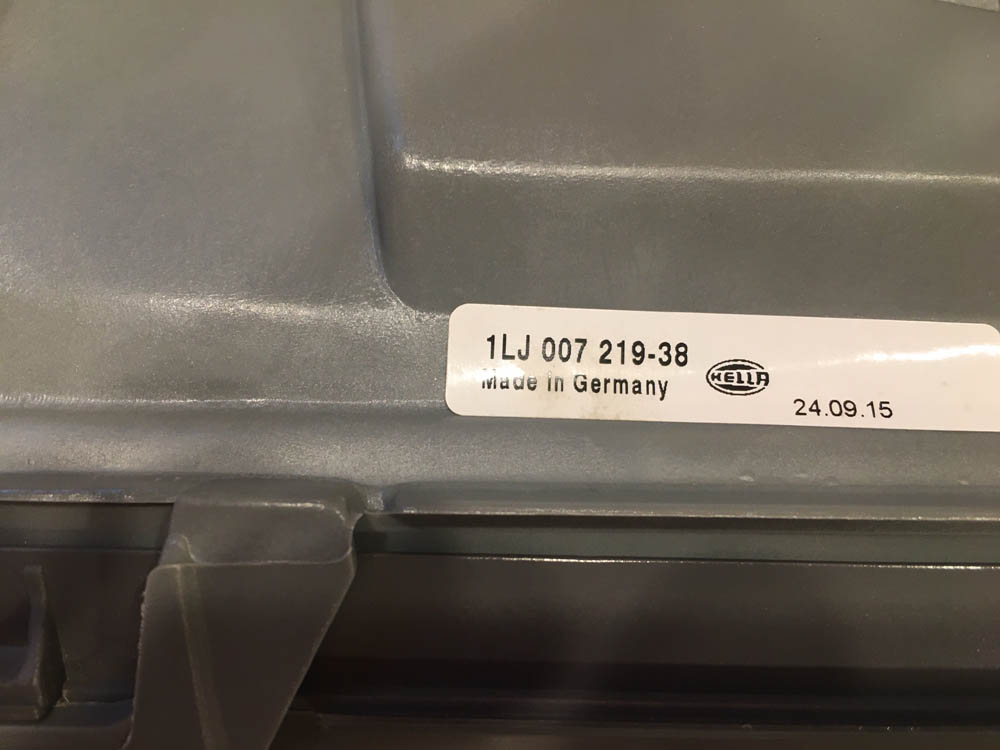 1LJ 007 219-38
Made in Germany
HELLA
24.09.15